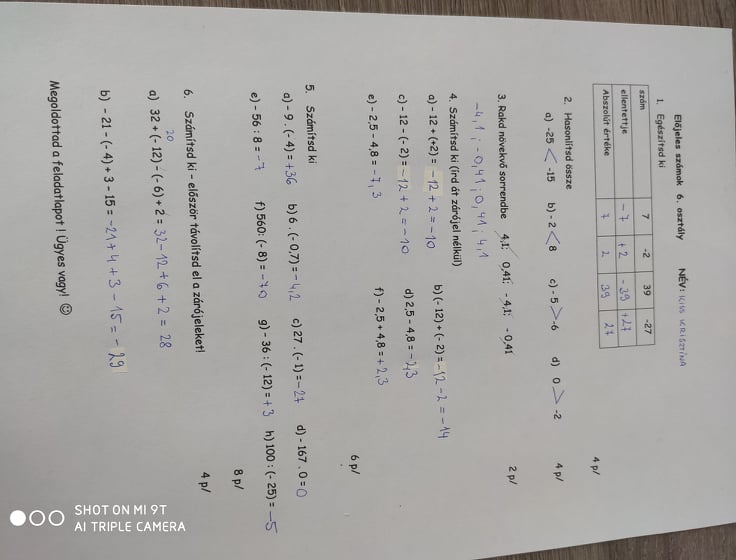 Előjeles számok 6. osztály NÉV: KISS KRISZTINA
1. Egészítsd ki
szám 7 -2 39 -27
ellentettje -7 +2 -39 +27
Abszolút értéke 7 2 39 27
4 p/
2. Hasonlítsd össze
a) -25 < -15 b) - 2 < 8 c) - 5 > -6 d) 0 > -2
4 p/
3. Rakd növekvő sorrendbe 4,1; 0,41; - 4,1; - 0,41
-4,1 ; -0,41 ; 0,41 ; 4,1
2 p/
4. Számítsd ki (írd át zárójel nélkül)
a) - 12 + (+2) = -12 + 2 = -10 b) (- 12) + (- 2) = -12 - 2 = -14
c) - 12 - (- 2) = -12 + 2 = -10 d) 2,5 - 4,8 = -2,3
e) - 2,5 - 4,8 = -7,3 f) - 2,5 + 4,8 = +2,3
6 p/
5. Számítsd ki
a) - 9 . (- 4) = +36 b) 6 . (- 0,7) = -4,2 c) 27 . (- 1) = -27 d) - 167 . 0 = 0
e) - 56 : 8 = -7 f) 560: (- 8) = -70 g) - 36 : (- 12) = +3 h) 100 : (- 25) = -5
8 p/
6. Számítsd ki - először távolítsd el a zárójeleket!
4 p/
20
a) 32 + (- 12) - (- 6) + 2 = 32-12 + 6 + 2 = 28
b) - 21 - (- 4) + 3 - 15 = -21 + 4 + 3 - 15 = -29
Megoldottad a feladatlapot ! Ügyes vagy! ☺
SHOT ON MI 9T
AI TRIPLE CAMERA